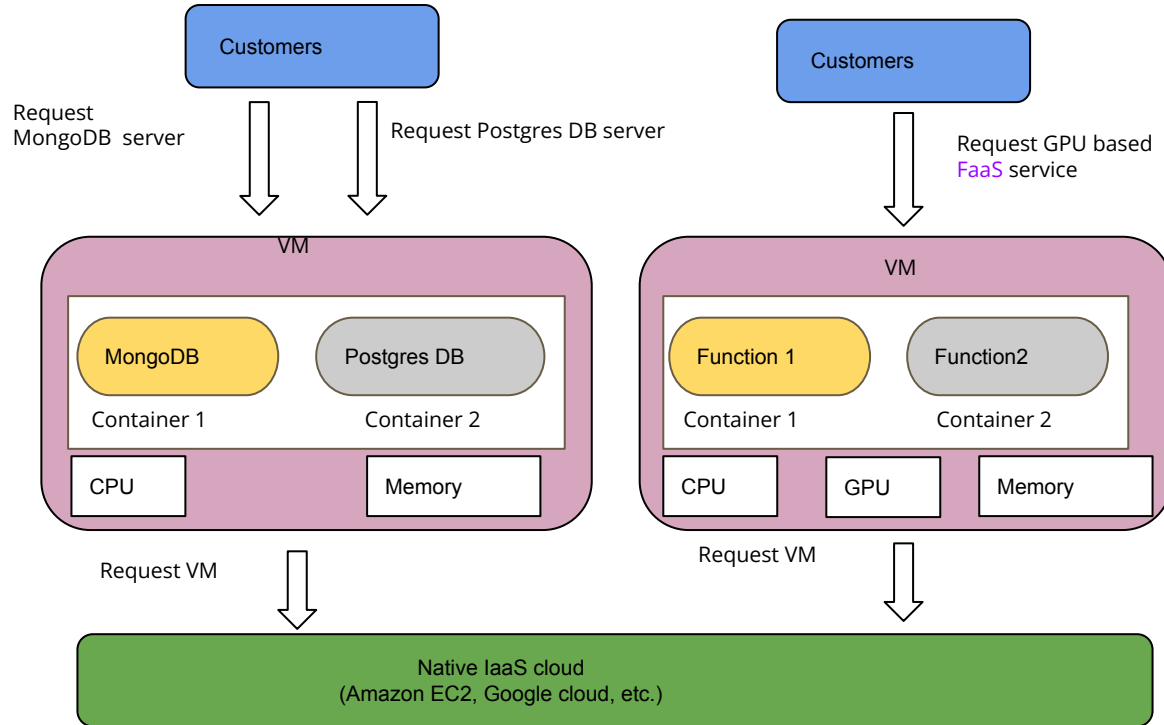 Customers
Customers
Request
MongoDB server
Request Postgres DB server
Request GPU based
FaaS service
VM
VM
MongoDB
Postgres DB
Function 1
Function2
Container 1
Container 2
Container 1
Container 2
CPU
Memory
CPU
GPU
Memory
Request VM
Request VM
Native IaaS cloud
(Amazon EC2, Google cloud, etc.)